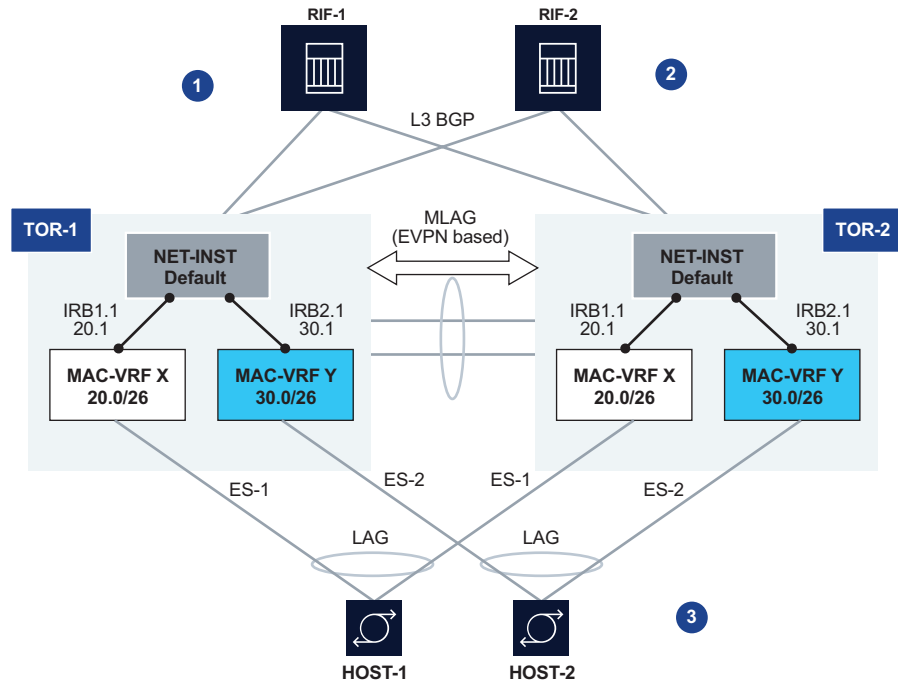 RIF-1
RIF-2
1
2
L3 BGP
TOR-1
MLAG
(EVPN based)
TOR-2
NET-INST
Default
NET-INST
Default
IRB1.1
20.1
IRB2.1
30.1
IRB1.1
20.1
IRB2.1
30.1
MAC-VRF X
20.0/26
MAC-VRF Y
30.0/26
MAC-VRF X
20.0/26
MAC-VRF Y
30.0/26
ES-1
ES-2
ES-1
ES-2
LAG
LAG
3
HOST-1
HOST-2